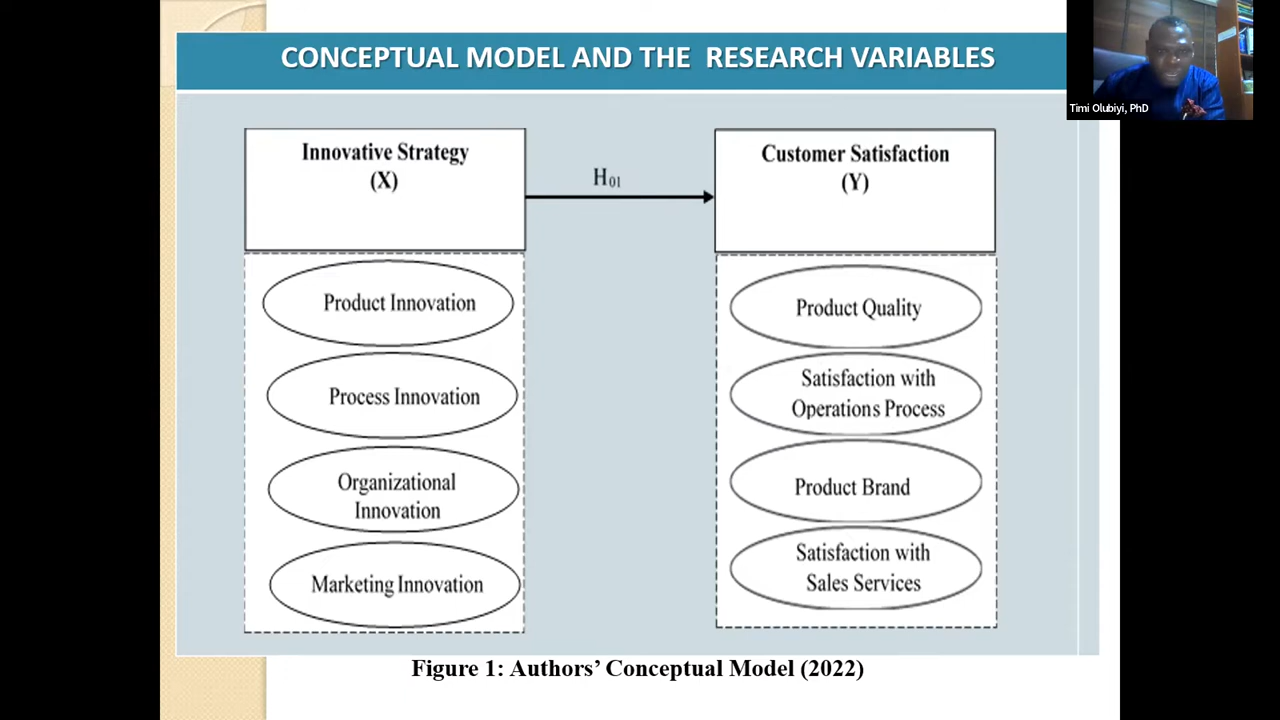 CONCEPTUAL MODEL AND THE RESEARCH VARIABLES
Timi Olubiyi, PhD
Innovative Strategy
(X)
H01
Customer Satisfaction
(Y)
Product Innovation
Process Innovation
Organizational
Innovation
Marketing Innovation
Product Quality
Satisfaction with
Operations Process
Product Brand
Satisfaction with
Sales Services
Figure 1: Authors’ Conceptual Model (2022)